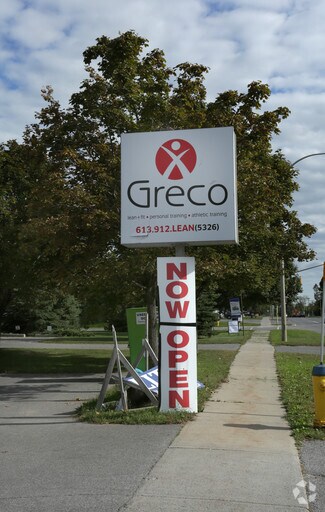 Greco
lean + fit • personal training • athletic training
613.912.LEAN(5326)
NOW OPEN